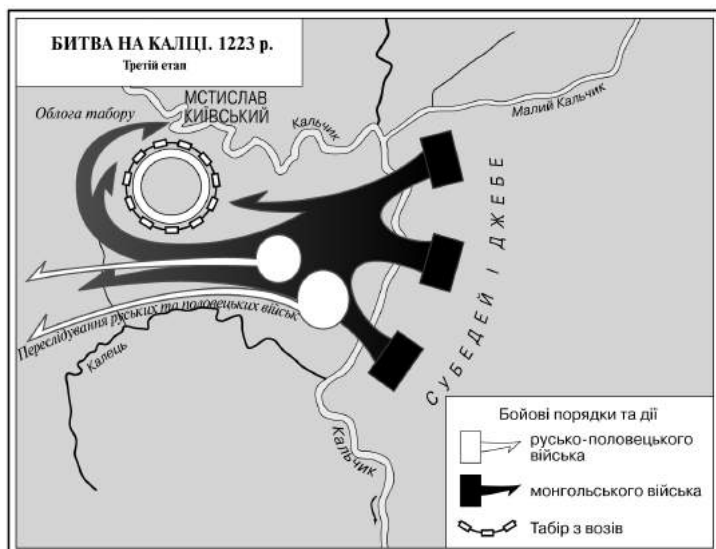 БИТВА НА КАЛЦІ. 1223 р.
Третій етап
Облога табору
МСТИСЛАВ
КИЇВСЬКИЙ
Кальчик
Малий Кальчик
СУБЕДЕЙ І ДЖЕБЕ
Переслідування руських та половецьких військ
Калець
Кальчик
Бойові порядки та дії
русько-половецького
війська
монгольського війська
Табір з возів